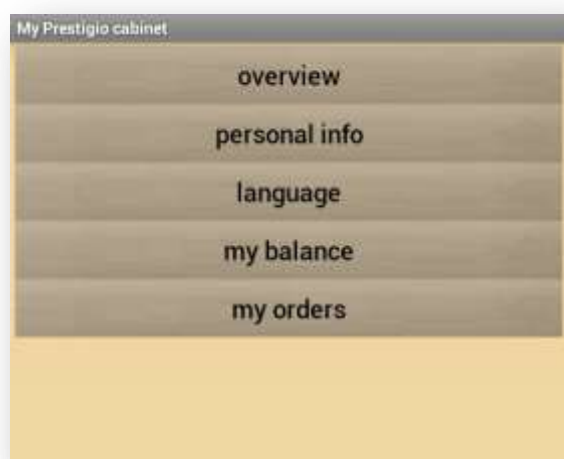 My Prestigio cabinet
overview
personal info
language
my balance
my orders